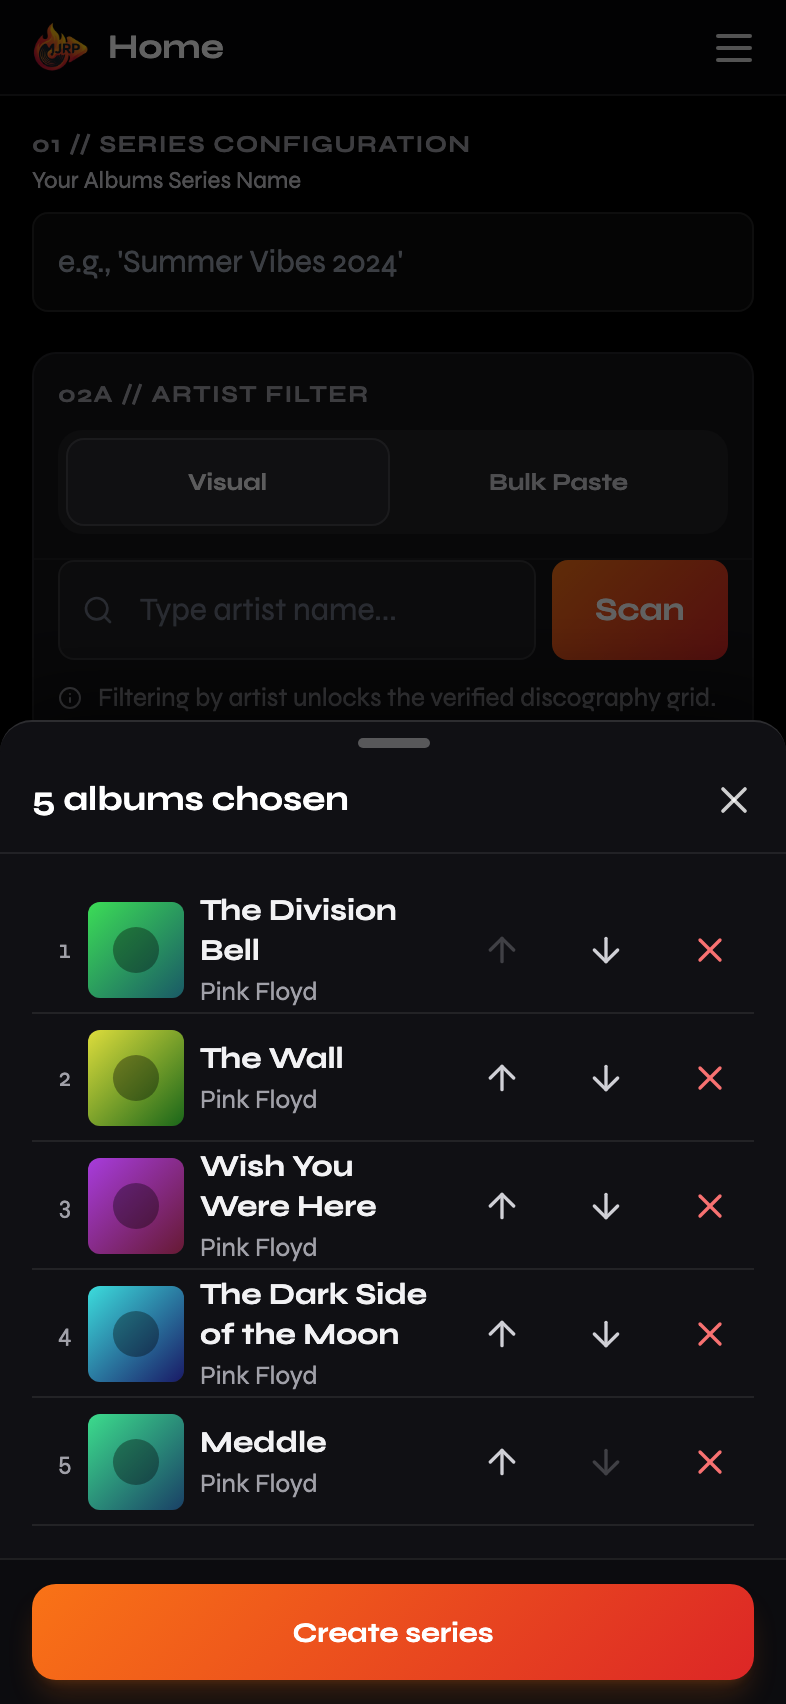 MJRP
Home
01 // SERIES CONFIGURATION
Your Albums Series Name
e.g., 'Summer Vibes 2024'
02A // ARTIST FILTER
Visual
Bulk Paste
Type artist name...
Scan
Filtering by artist unlocks the verified discography grid.
5 albums chosen
1
The Division
Bell
Pink Floyd
2
The Wall
Pink Floyd
3
Wish You
Were Here
Pink Floyd
4
The Dark Side
of the Moon
Pink Floyd
5
Meddle
Pink Floyd
Create series